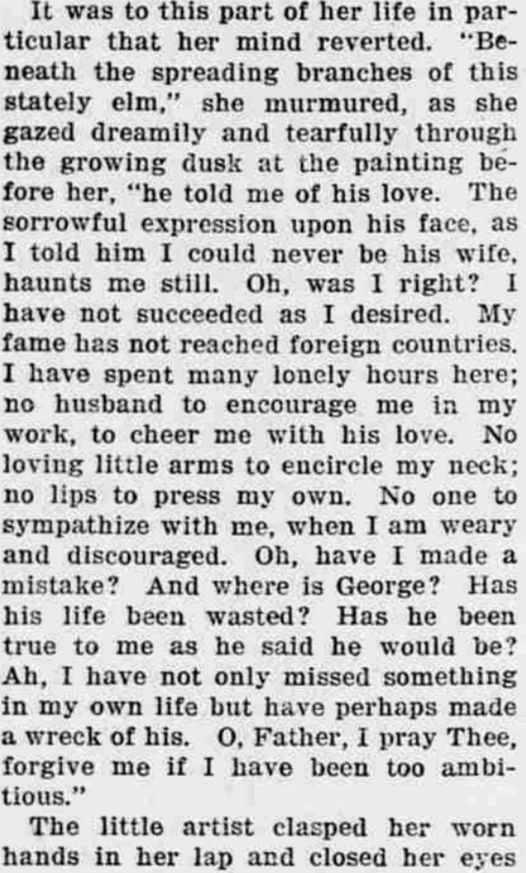 It was to this part of her life in par-
ticular that her mind reverted. "Be-
neath the spreading branches of this
stately elm," she murmured, as she
gazed dreamily and tearfully through
the growing dusk at the painting be-
fore her, "he told me of his love. The
sorrowful expression upon his face, as
I told him I could never be his wife,
haunts me still. Oh, was I right? I
have not succeeded as I desired. My
fame has not reached foreign countries.
I have spent many lonely hours here;
no husband to encourage me in my
work, to cheer me with his love. No
loving little arms to encircle my neck;
no lips to press my own. No one to
sympathize with me, when I am weary
and discouraged. Oh, have I made a
mistake? And where is George? Has
his life been wasted? Has he been
true to me as he said he would be?
Ah, I have not only missed something
in my own life but have perhaps made
a wreck of his. O, Father, I pray Thee,
forgive me if I have been too ambi-
tious."
The little artist clasped her worn
hands in her lap and closed her eyes